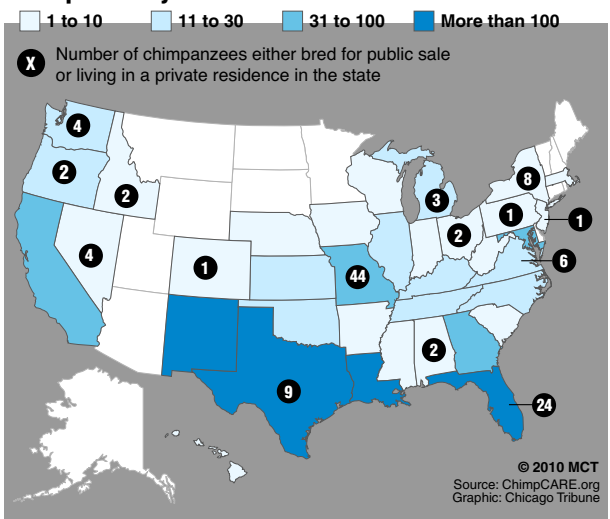 1 to 10
11 to 30
31 to 100
More than 100
X
Number of chimpanzees either bred for public sale
or living in a private residence in the state
4
2
2
3
8
1
1
2
4
1
44
6
2
9
24
© 2010 MCT
Source: ChimpCARE.org
Graphic: Chicago Tribune